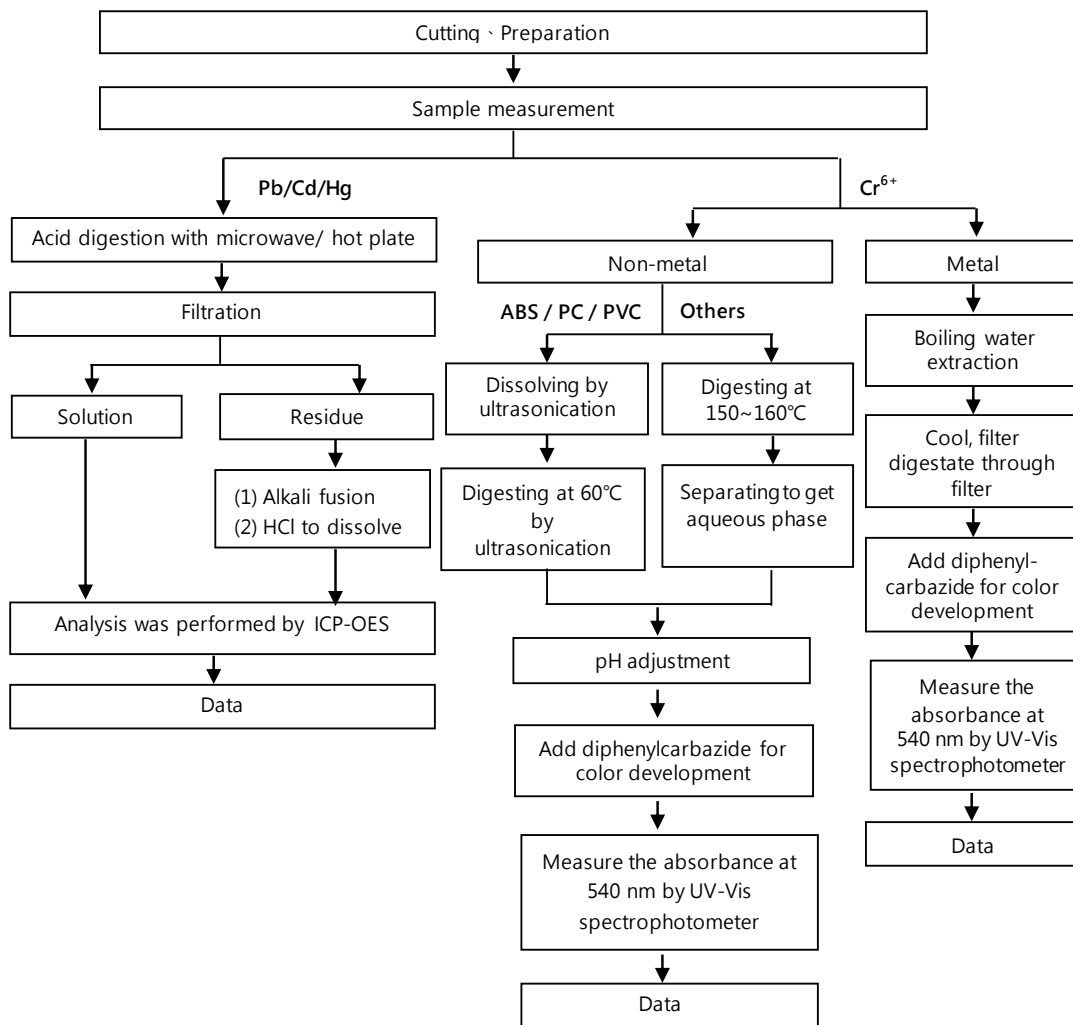 Cutting、Preparation
Sample measurement
Pb/Cd/Hg
Acid digestion with microwave/ hot plate
Filtration
Solution
Residue
(1) Alkali fusion
(2) HCl to dissolve
Analysis was performed by ICP-OES
Data
Cr⁶⁺
Non-metal
ABS / PC / PVC
Others
Dissolving by
ultrasonication
Digesting at
150~160℃
Digesting at 60℃
by
ultrasonication
Separating to get
aqueous phase
pH adjustment
Add diphenylcarbazide for
color development
Measure the absorbance at
540 nm by UV-Vis
spectrophotometer
Data
Metal
Boiling water
extraction
Cool, filter
digestate through
filter
Add diphenyl-
carbazide for color
development
Measure the
absorbance at
540 nm by UV-Vis
spectrophotometer
Data